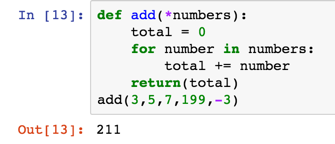 In [13]: def add(*numbers):
    total = 0
    for number in numbers:
        total += number
    return(total)
add(3,5,7,199,-3)
Out[13]: 211